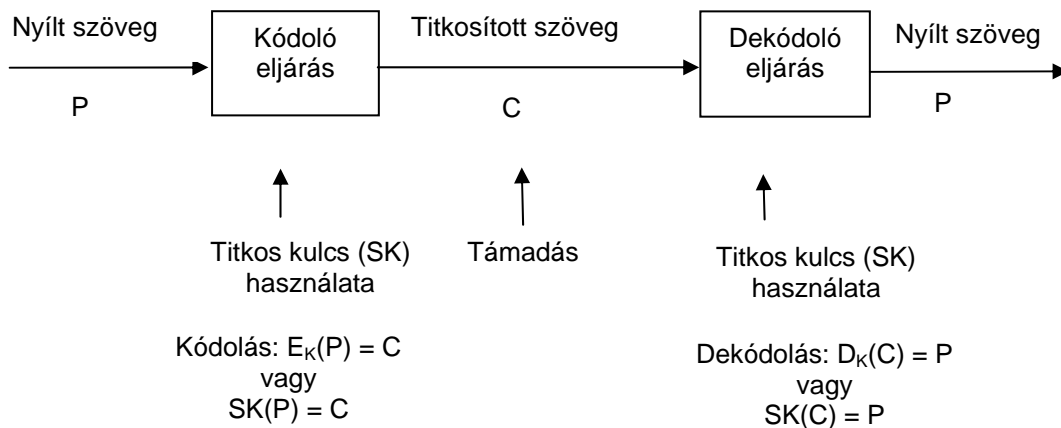 Nyílt szöveg
Kódoló
eljárás
Titkosított szöveg
Dekódoló
eljárás
Nyílt szöveg
P
C
P
Titkos kulcs (SK)
használata
Támadás
Titkos kulcs (SK)
használata
Kódolás: E_K(P) = C
vagy
SK(P) = C
Dekódolás: D_K(C) = P
vagy
SK(C) = P